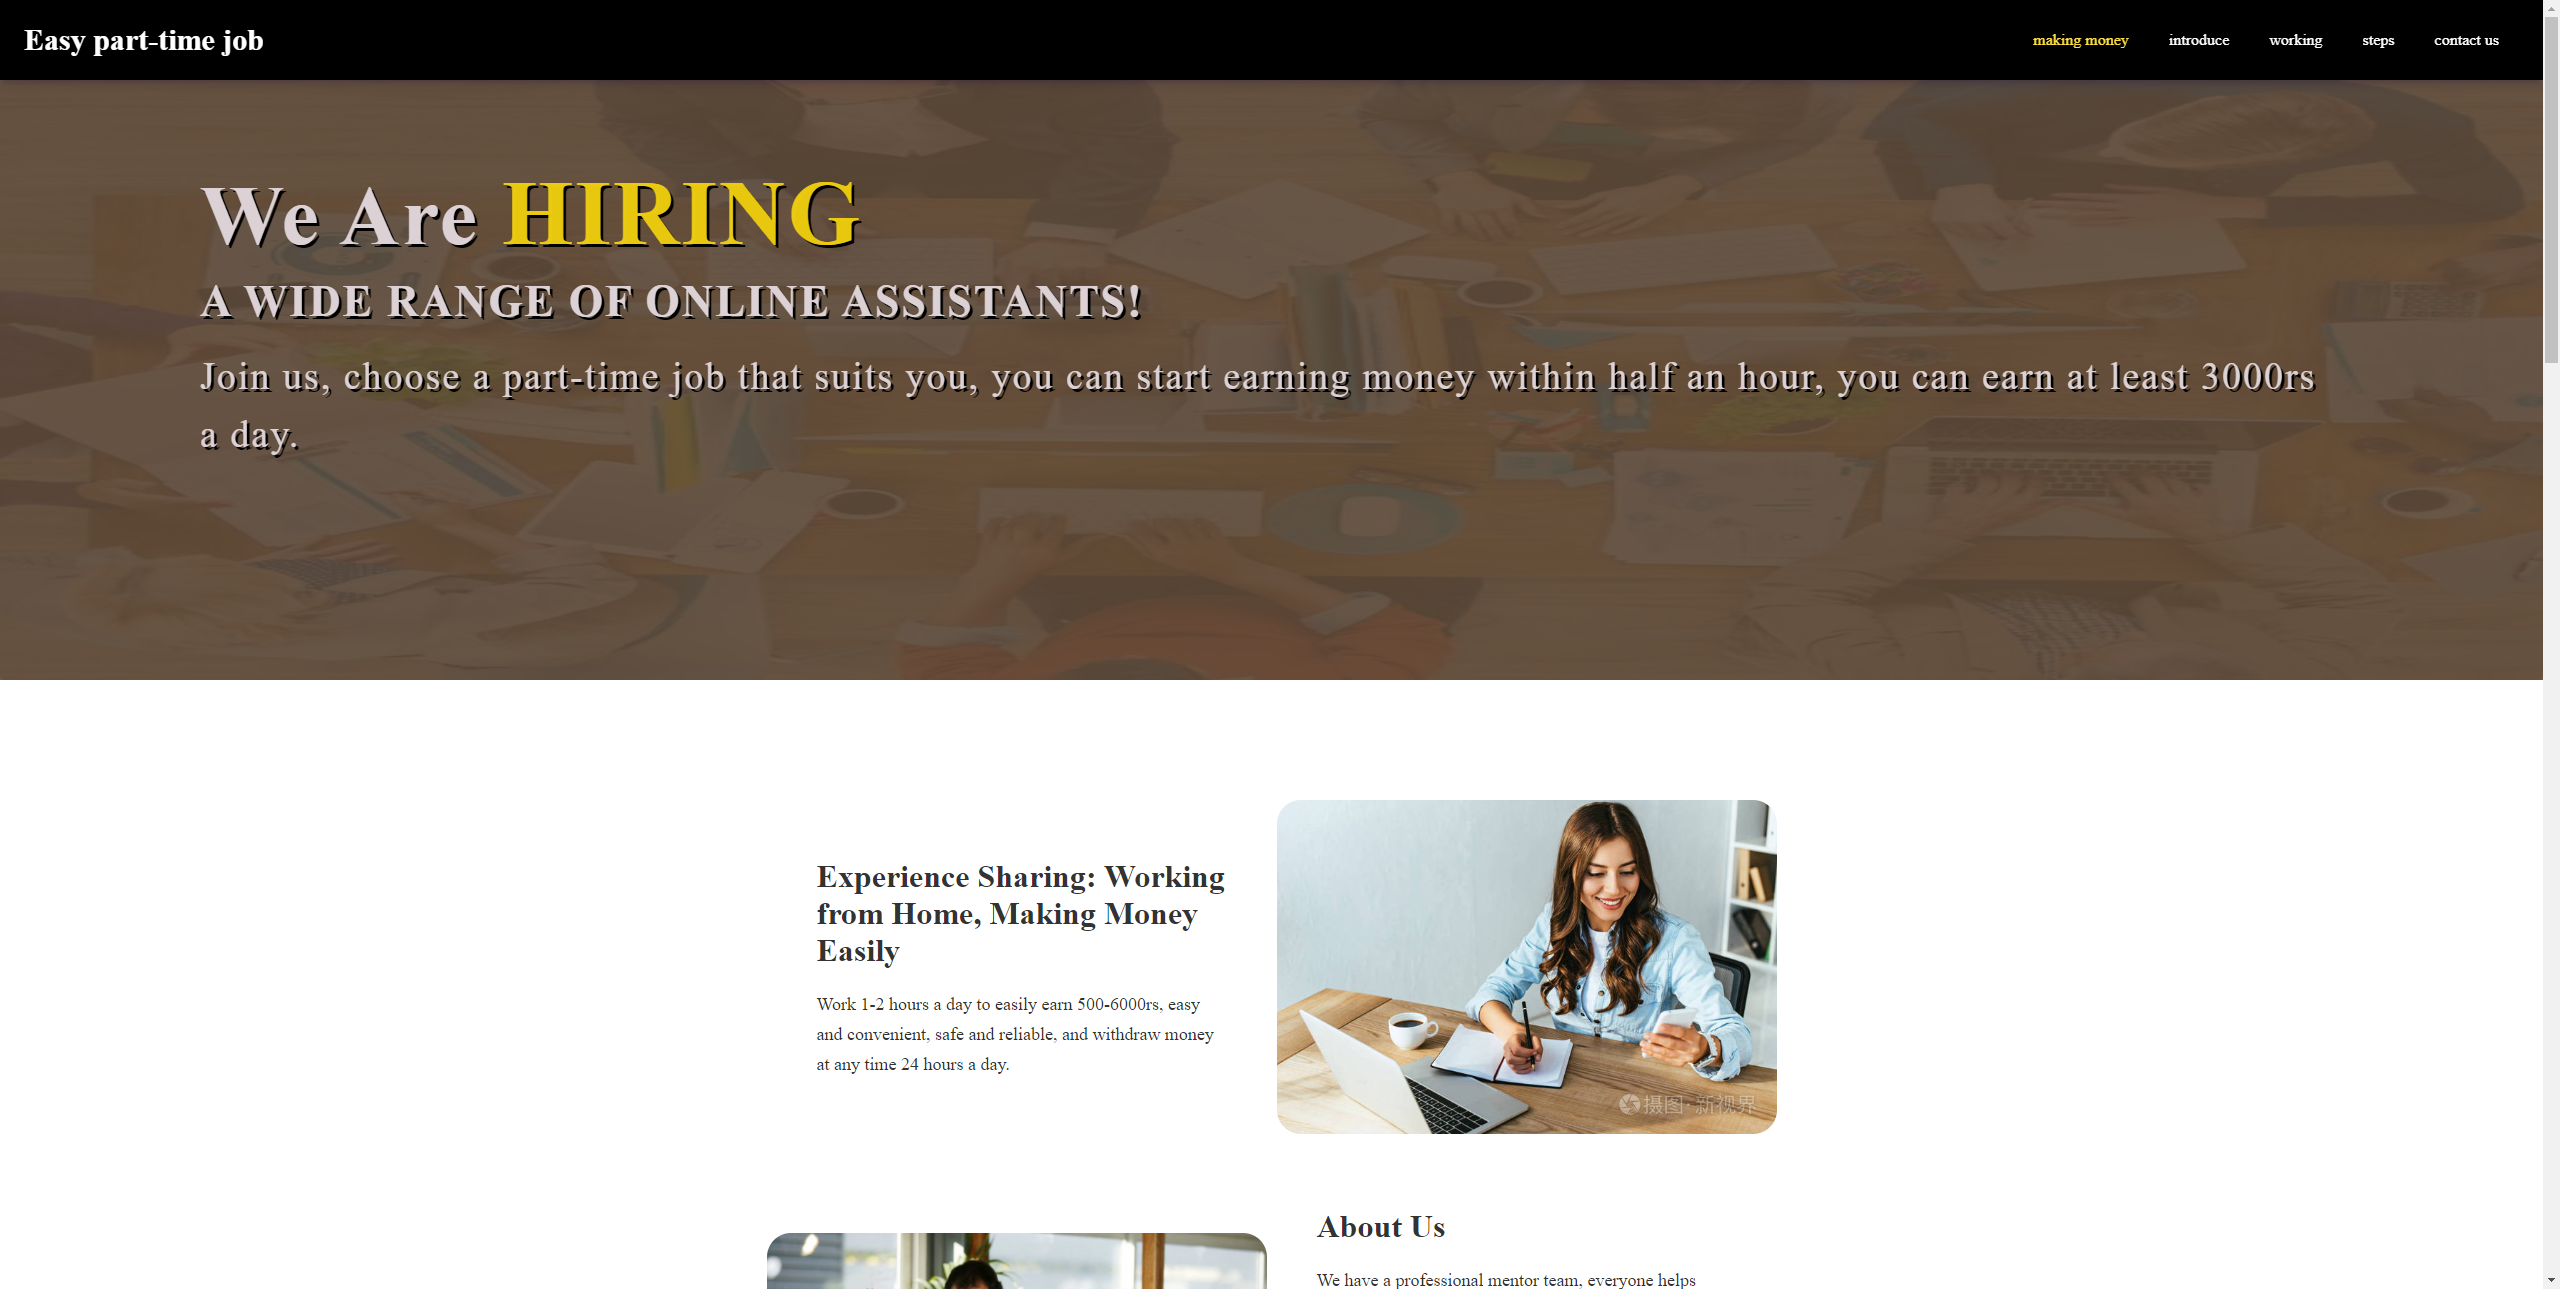 Easy part-time job
making money
introduce
working
steps
contact us
We Are HIRING
A WIDE RANGE OF ONLINE ASSISTANTS!
Join us, choose a part-time job that suits you, you can start earning money within half an hour, you can earn at least 3000rs
a day.
Experience Sharing: Working
from Home, Making Money
Easily
Work 1-2 hours a day to easily earn 500-6000rs, easy
and convenient, safe and reliable, and withdraw money
at any time 24 hours a day.
摄图·新视界
About Us
We have a professional mentor team, everyone helps